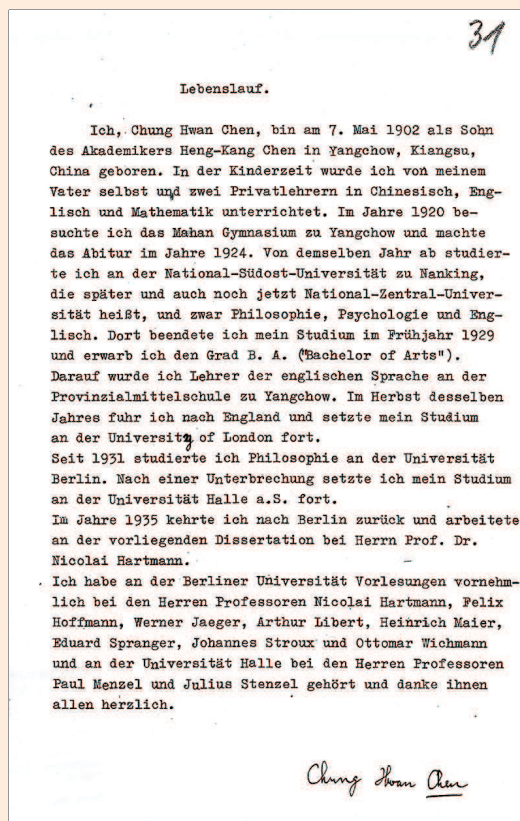 31
Lebenslauf.
Ich, Chung Hwan Chen, bin am 7. Mai 1902 als Sohn
des Akademikers Heng-Kang Chen in Yangchow, Kiangsu,
China geboren. In der Kinderzeit wurde ich von meinem
Vater selbst und zwei Privatlehrern in Chinesisch, Eng-
lisch und Mathematik unterrichtet. Im Jahre 1920 be-
suchte ich das Mahan Gymnasium zu Yangchow und machte
das Abitur im Jahre 1924. Von demselben Jahr ab studier-
te ich an der National-Südost-Universität zu Nanking,
die später und auch noch jetzt National-Zentral-Univer-
sität heißt, und zwar Philosophie, Psychologie und Eng-
lisch. Dort beendete ich mein Studium im Frühjahr 1929
und erwarb ich den Grad B. A. ("Bachelor of Arts").
Darauf wurde ich Lehrer der englischen Sprache an der
Provinzialmittelschule zu Yangchow. Im Herbst desselben
Jahres fuhr ich nach England und setzte mein Studium
an der University of London fort.
Seit 1931 studierte ich Philosophie an der Universität
Berlin. Nach einer Unterbrechung setzte ich mein Studium
an der Universität Halle a.S. fort.
Im Jahre 1935 kehrte ich nach Berlin zurück und arbeitete
an der vorliegenden Dissertation bei Herrn Prof. Dr.
Nicolai Hartmann.
Ich habe an der Berliner Universität Vorlesungen vornehm-
lich bei den Herren Professoren Nicolai Hartmann, Felix
Hoffmann, Werner Jaeger, Arthur Libert, Heinrich Maier,
Eduard Spranger, Johannes Stroux und Ottomar Wichmann
und an der Universität Halle bei den Herren Professoren
Paul Menzel und Julius Stenzel gehört und danke ihnen
allen herzlich.
Chung Hwan Chen